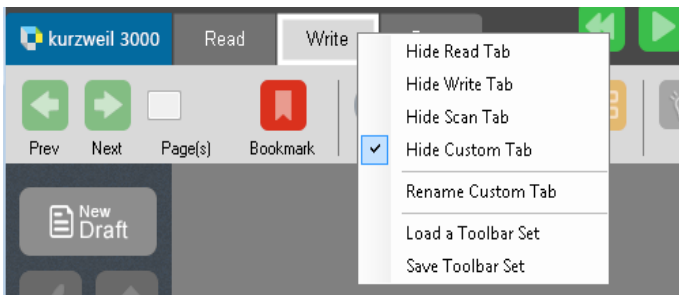 kurzweil 3000
Read
Write
Hide Read Tab
Hide Write Tab
Hide Scan Tab
Hide Custom Tab
Rename Custom Tab
Load a Toolbar Set
Save Toolbar Set
Prev
Next
Page(s)
Bookmark
New
Draft